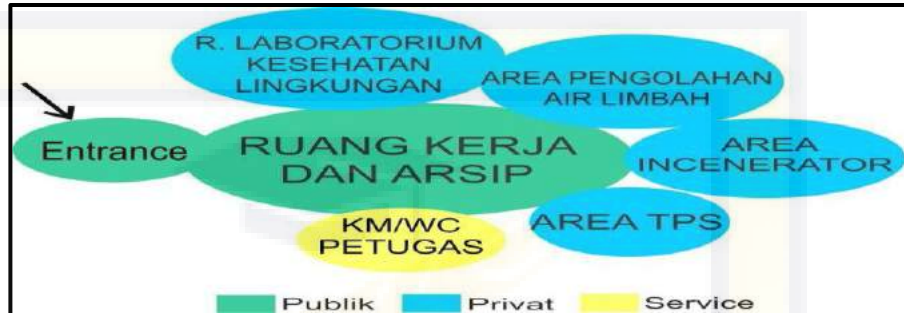 R. LABORATORIUM
KESEHATAN
LINGKUNGAN
AREA PENGOLAHAN
AIR LIMBAH
Entrance
RUANG KERJA
DAN ARSIP
AREA
INCENERATOR
KM/WC
PETUGAS
AREA TPS
Publik
Privat
Service